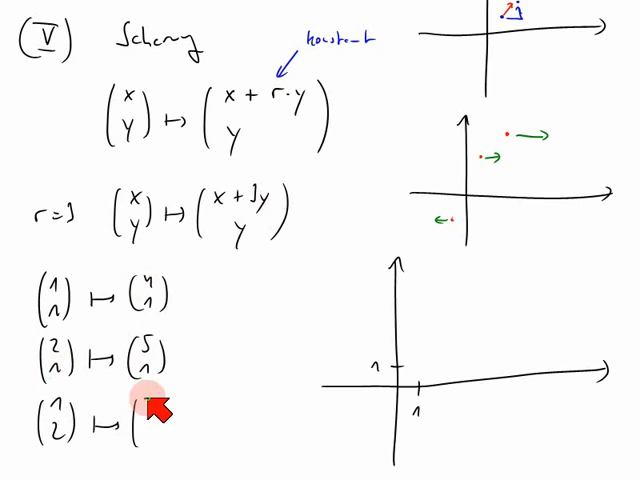 (V) Scherung
konstant
(x y) ↦ (x + r·y y)
r=3 (x y) ↦ (x + 3y y)
(1 1) ↦ (4 1)
(2 1) ↦ (5 1)
(1 2) ↦ (
1
1